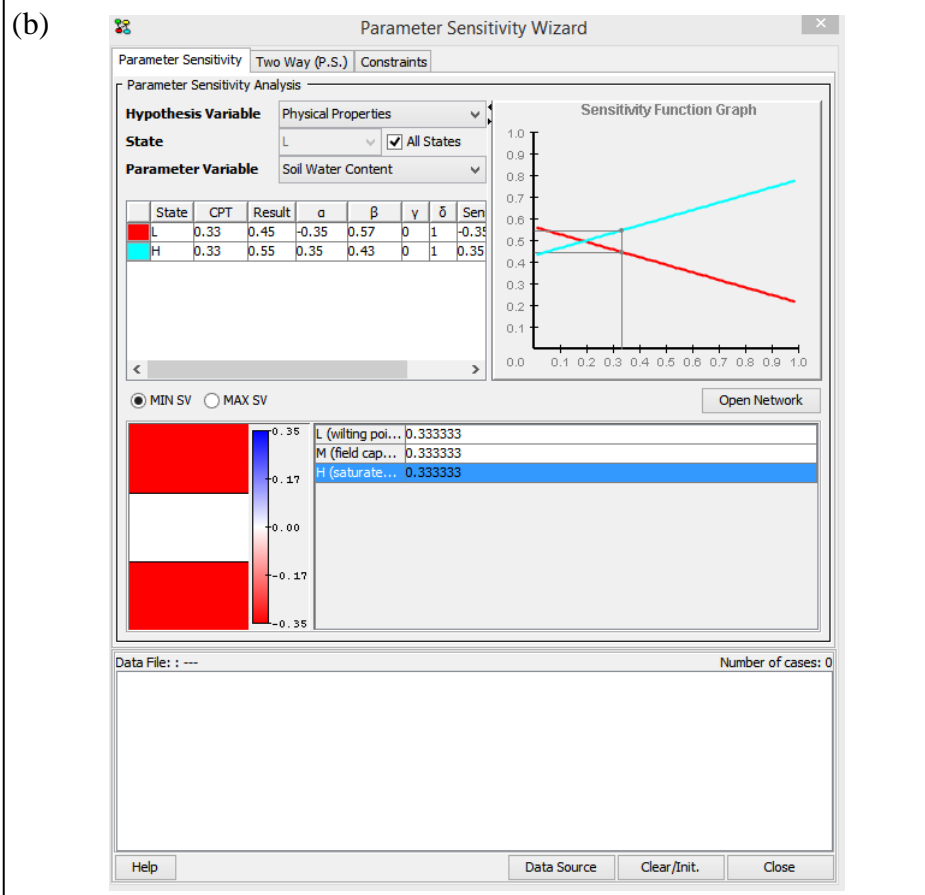 (b)
Parameter Sensitivity Wizard
Parameter Sensitivity Two Way (P.S.) Constraints
Parameter Sensitivity Analysis
Hypothesis Variable Physical Properties
State L All States
Parameter Variable Soil Water Content
State CPT Result α β γ δ Sen
L 0.33 0.45 -0.35 0.57 0 1 -0.35
H 0.33 0.55 0.35 0.43 0 1 0.35
Sensitivity Function Graph
1.0
0.9
0.8
0.7
0.6
0.5
0.4
0.3
0.2
0.1
0.0 0.1 0.2 0.3 0.4 0.5 0.6 0.7 0.8 0.9 1.0
MIN SV MAX SV Open Network
0.35
0.17
0.00
-0.17
-0.35
L (wilting poi... 0.333333
M (field cap... 0.333333
H (saturate... 0.333333
Data File: : --- Number of cases: 0
Help Data Source Clear/Init. Close